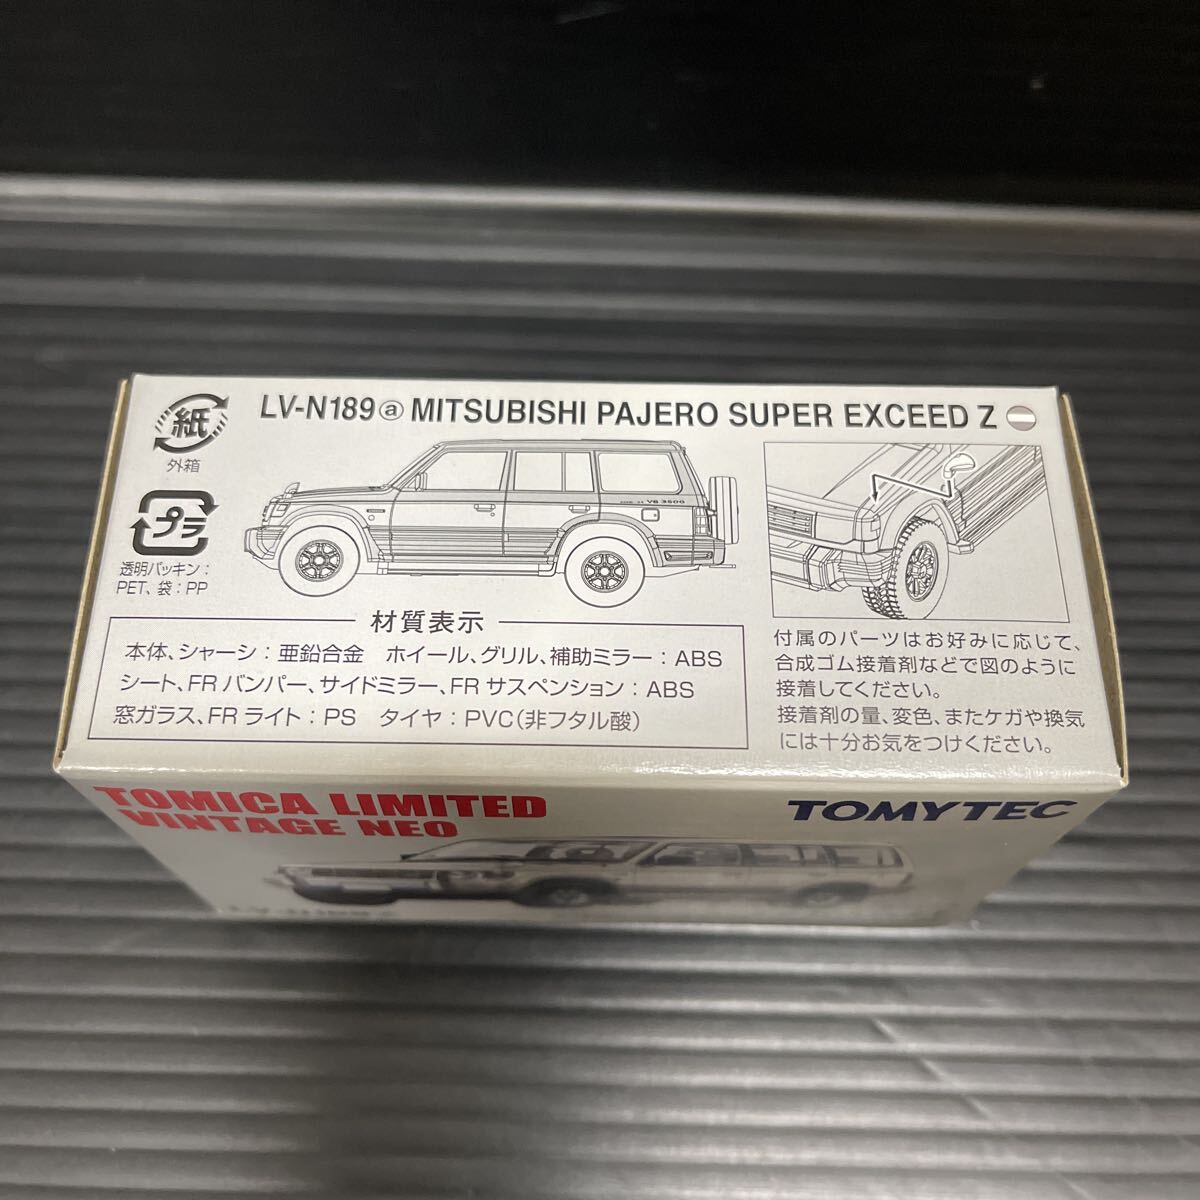 紙
外箱
プラ
透明パッキン:
PET、袋:PP
LV-N189 ⓐ MITSUBISHI PAJERO SUPER EXCEED Z
V6 3500
材質表示
本体、シャーシ:亜鉛合金 ホイール、グリル、補助ミラー:ABS
シート、FRバンパー、サイドミラー、FRサスペンション:ABS
窓ガラス、FRライト:PS タイヤ:PVC(非フタル酸)
付属のパーツはお好みに応じて、
合成ゴム接着剤などで図のように
接着してください。
接着剤の量、変色、またケガや換気
には十分お気をつけください。
TOMICA LIMITED
VINTAGE NEO
TOMYTEC
LV-N189